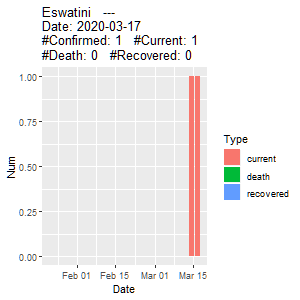 Eswatini   ---
Date: 2020-03-17
#Confirmed: 1   #Current: 1
#Death: 0   #Recovered: 0
1.00
0.75
0.50
0.25
0.00
Num
Feb 01
Feb 15
Mar 01
Mar 15
Date
Type
current
death
recovered